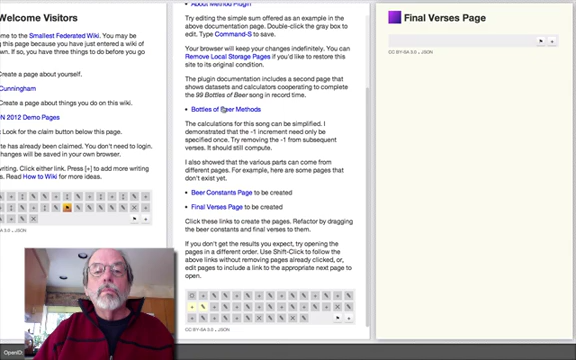 Welcome Visitors
me to the Smallest Federated Wiki. You may be
ng this page because you have just entered a wiki of
wn. If so, you have three things to do before you
go
Create a page about yourself.
Cunningham
Create a page about things you do on this wiki.
N 2012 Demo Pages
Look for the claim button below this page.
ite has already been claimed. You don't need to login.
hanges will be saved in your own browser.
writing. Click either link. Press [+] to add more writing
Read How to Wiki for more ideas.
BY-SA 3.0 . JSON
OpenID:
About Method Plugin
Try editing the simple sum offered as an example in the
above documentation page. Double-click the gray box to
edit. Type Command-S to save.
Your browser will keep your changes indefinitely. You can
Remove Local Storage Pages if you'd like to restore this
site to its original condition.
The plugin documentation includes a second page that
shows datasets and calculators cooperating to complete
the 99 Bottles of Beer song in record time.
• Bottles of Beer Methods
The calculations for this song can be simplified. I
demonstrated that the -1 increment need only be
specified once. Try removing the -1 from subsequent
verses. It should still compute.
I also showed that the various parts can come from
different pages. For example, here are some pages that
don't exist yet.
• Beer Constants Page to be created
• Final Verses Page to be created
Click these links to create the pages. Refactor by dragging
the beer constants and final verses to them.
If you don't get the results you expect, try opening the
pages in a different order. Use Shift-Click to follow the
above links without removing pages already clicked, or,
edit pages to include a link to the appropriate next page to
open.
CC BY-SA 3.0 . JSON
Final Verses Page
CC BY-SA 3.0 . JSON